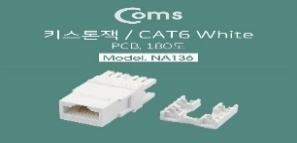 Coms
키스톤잭 / CAT6 White
PCB, 180도
Model. NA136